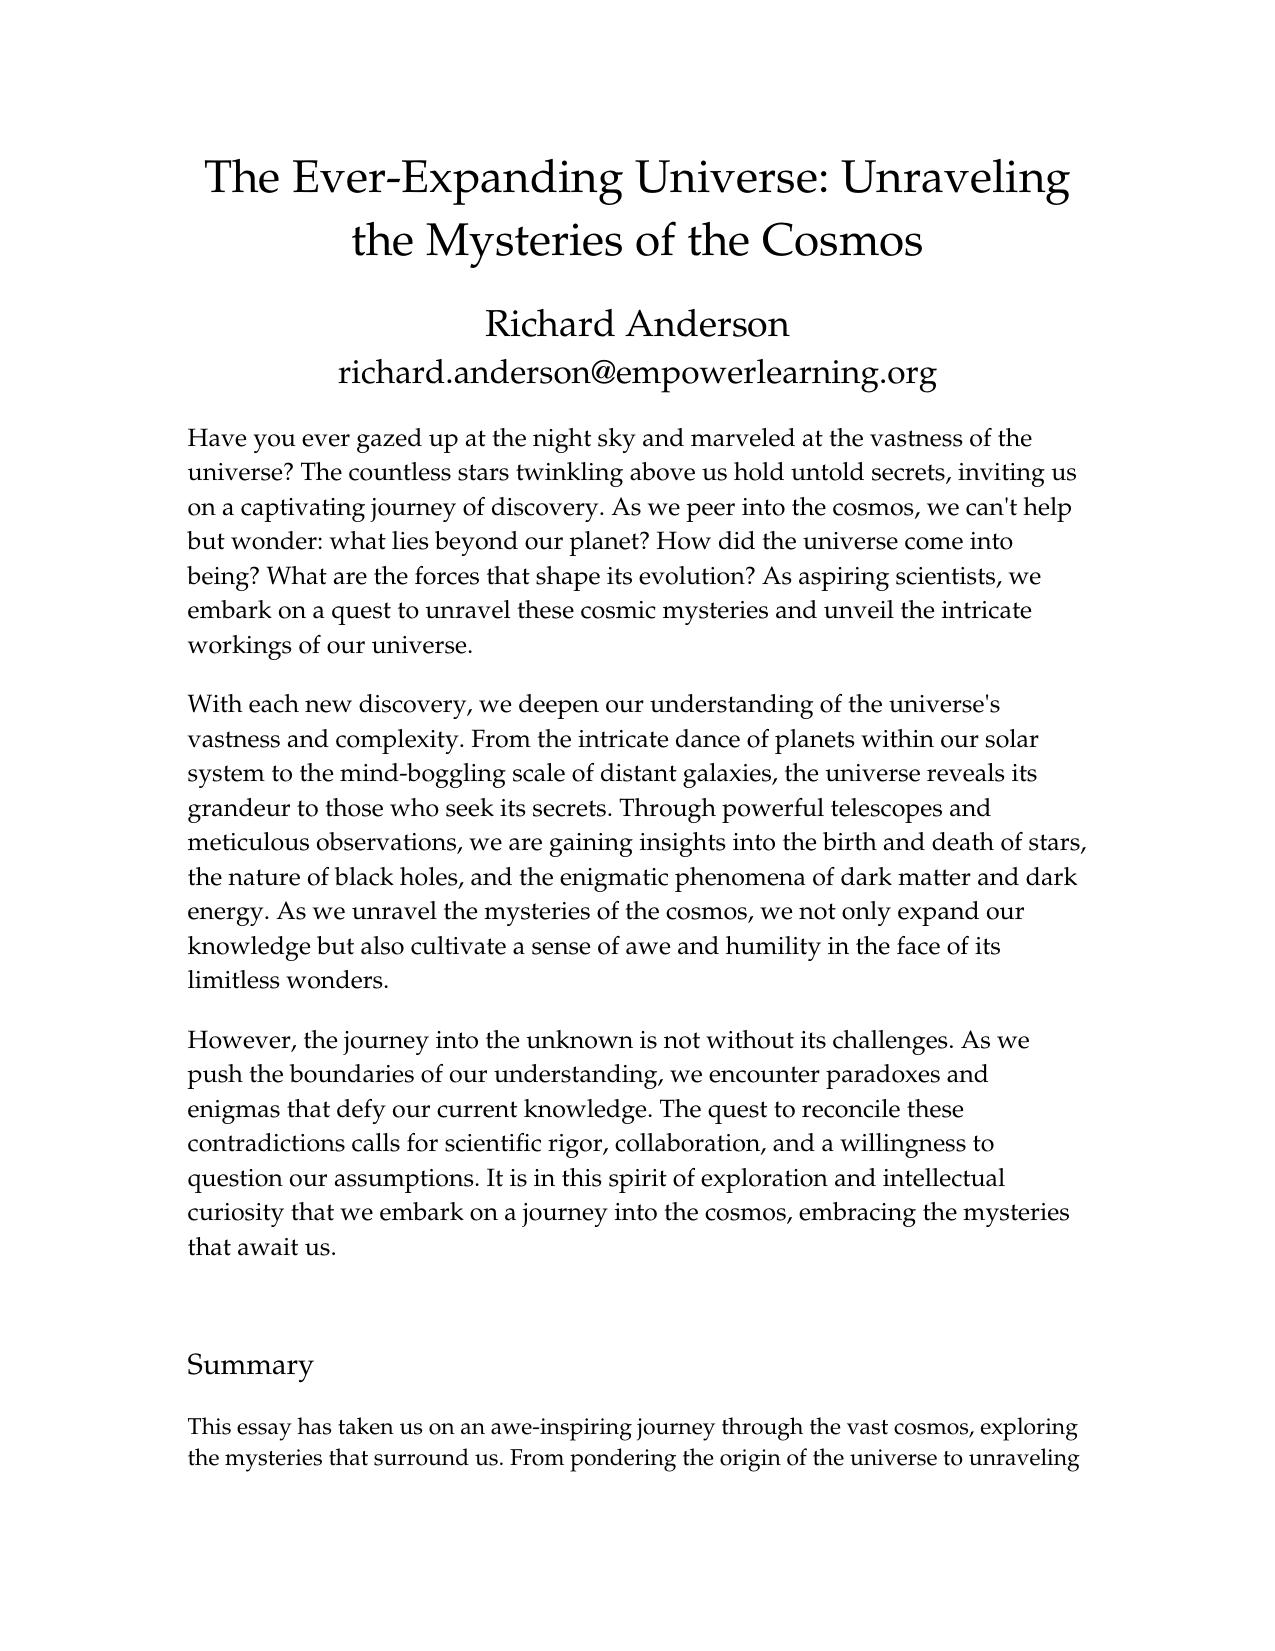 The Ever-Expanding Universe: Unraveling
the Mysteries of the Cosmos
Richard Anderson
richard.anderson@empowerlearning.org
Have you ever gazed up at the night sky and marveled at the vastness of the
universe? The countless stars twinkling above us hold untold secrets, inviting us
on a captivating journey of discovery. As we peer into the cosmos, we can't help
but wonder: what lies beyond our planet? How did the universe come into
being? What are the forces that shape its evolution? As aspiring scientists, we
embark on a quest to unravel these cosmic mysteries and unveil the intricate
workings of our universe.
With each new discovery, we deepen our understanding of the universe's
vastness and complexity. From the intricate dance of planets within our solar
system to the mind-boggling scale of distant galaxies, the universe reveals its
grandeur to those who seek its secrets. Through powerful telescopes and
meticulous observations, we are gaining insights into the birth and death of stars,
the nature of black holes, and the enigmatic phenomena of dark matter and dark
energy. As we unravel the mysteries of the cosmos, we not only expand our
knowledge but also cultivate a sense of awe and humility in the face of its
limitless wonders.
However, the journey into the unknown is not without its challenges. As we
push the boundaries of our understanding, we encounter paradoxes and
enigmas that defy our current knowledge. The quest to reconcile these
contradictions calls for scientific rigor, collaboration, and a willingness to
question our assumptions. It is in this spirit of exploration and intellectual
curiosity that we embark on a journey into the cosmos, embracing the mysteries
that await us.
Summary
This essay has taken us on an awe-inspiring journey through the vast cosmos, exploring
the mysteries that surround us. From pondering the origin of the universe to unraveling